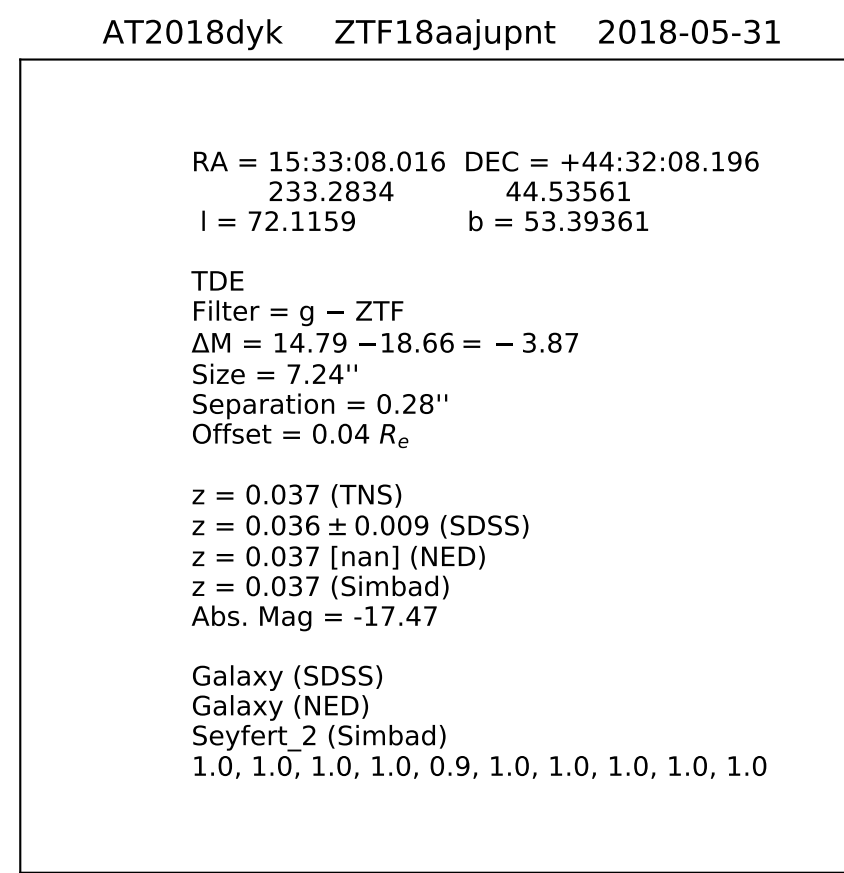 AT2018dyk ZTF18aajupnt 2018-05-31
RA = 15:33:08.016 DEC = +44:32:08.196
233.2834 44.53561
l = 72.1159 b = 53.39361
TDE
Filter = g − ZTF
ΔM = 14.79 −18.66 = − 3.87
Size = 7.24''
Separation = 0.28''
Offset = 0.04 Rₑ
z = 0.037 (TNS)
z = 0.036 ± 0.009 (SDSS)
z = 0.037 [nan] (NED)
z = 0.037 (Simbad)
Abs. Mag = -17.47
Galaxy (SDSS)
Galaxy (NED)
Seyfert_2 (Simbad)
1.0, 1.0, 1.0, 1.0, 0.9, 1.0, 1.0, 1.0, 1.0, 1.0